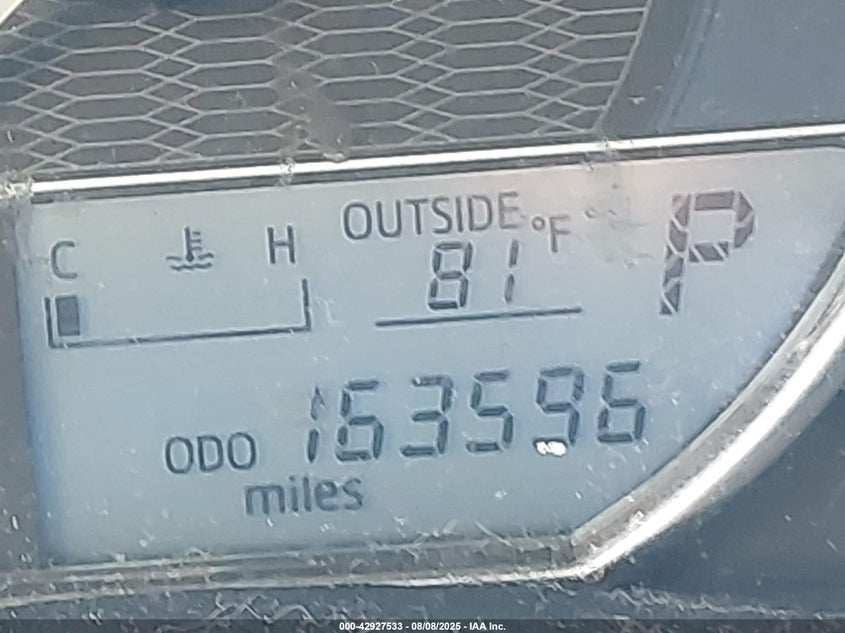 OUTSIDE °F
C H
81
P
ODO 163596
miles
000-42927533 - 08/08/2025 - IAA Inc.